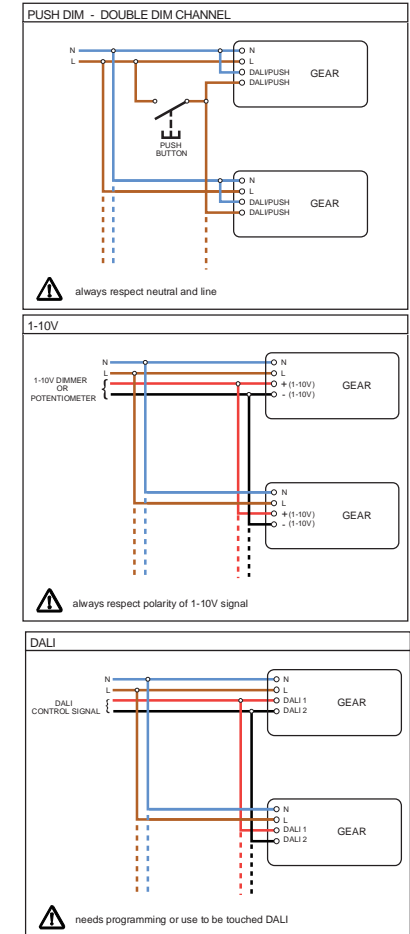 PUSH DIM - DOUBLE DIM CHANNEL
N
L
N
L
DALI/PUSH
DALI/PUSH
GEAR
PUSH
BUTTON
N
L
DALI/PUSH
DALI/PUSH
GEAR
always respect neutral and line
1-10V
N
L
1-10V DIMMER
OR
POTENTIOMETER
N
L
+ (1-10V)
- (1-10V)
GEAR
N
L
+(1-10V)
- (1-10V)
GEAR
always respect polarity of 1-10V signal
DALI
N
L
DALI
CONTROL SIGNAL
N
L
DALI 1
DALI 2
GEAR
N
L
DALI 1
DALI 2
GEAR
needs programming or use to be touched DALI